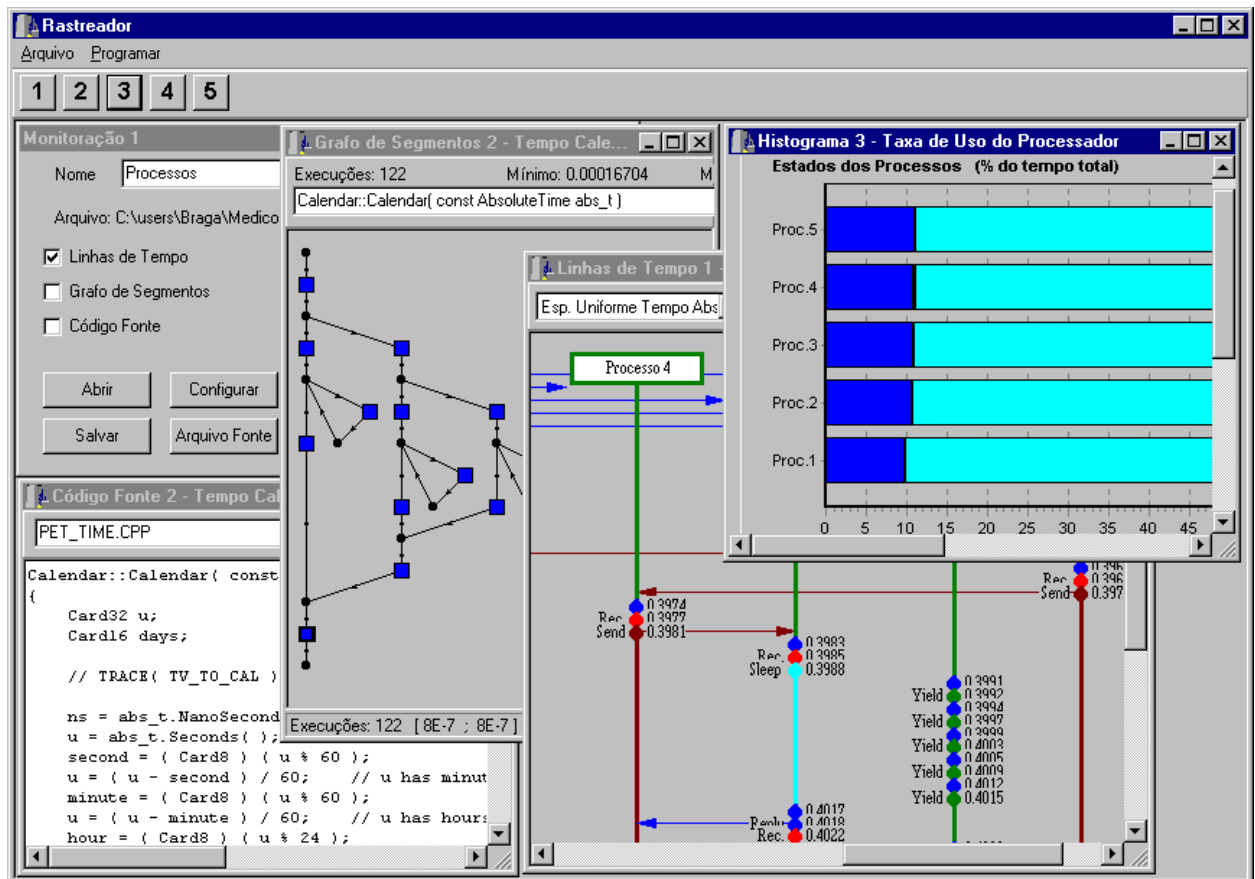 Rastreador
Arquivo Programar
1 2 3 4 5
Monitoração 1
Nome Processos
Arquivo: C:\users\Braga\Medico
Linhas de Tempo
Grafo de Segmentos
Código Fonte
Abrir Configurar
Salvar Arquivo Fonte
Grafo de Segmentos 2 - Tempo Cale...
Execuções: 122 Mínimo: 0.00016704 M
Calendar::Calendar( const AbsoluteTime abs_t )
Execuções: 122 [ 8E-7 ; 8E-7 ]
Histograma 3 - Taxa de Uso do Processador
Estados dos Processos (% do tempo total)
Proc.5
Proc.4
Proc.3
Proc.2
Proc.1
0 5 10 15 20 25 30 35 40 45
Linhas de Tempo 1 -
Esp. Uniforme Tempo Abs
Processo 4
0.396
Rec. 0.396
Send 0.397
0.3974
Rec. 0.3977
Send 0.3981
0.3983
Rec. 0.3985
Sleep 0.3988
0.3991
Yield 0.3992
0.3994
Yield 0.3997
0.3999
Yield 0.4003
0.4005
Yield 0.4009
0.4012
Yield 0.4015
0.4017
Reply 0.4018
Rec. 0.4022
Código Fonte 2 - Tempo Cal
PET_TIME.CPP
Calendar::Calendar( const
{
Card32 u;
Card16 days;
// TRACE( TV_TO_CAL )
ns = abs_t.NanoSecond
u = abs_t.Seconds( );
second = ( Card8 ) ( u % 60 );
u = ( u - second ) / 60; // u has minut
minute = ( Card8 ) ( u % 60 );
u = ( u - minute ) / 60; // u has hours
hour = ( Card8 ) ( u % 24 );